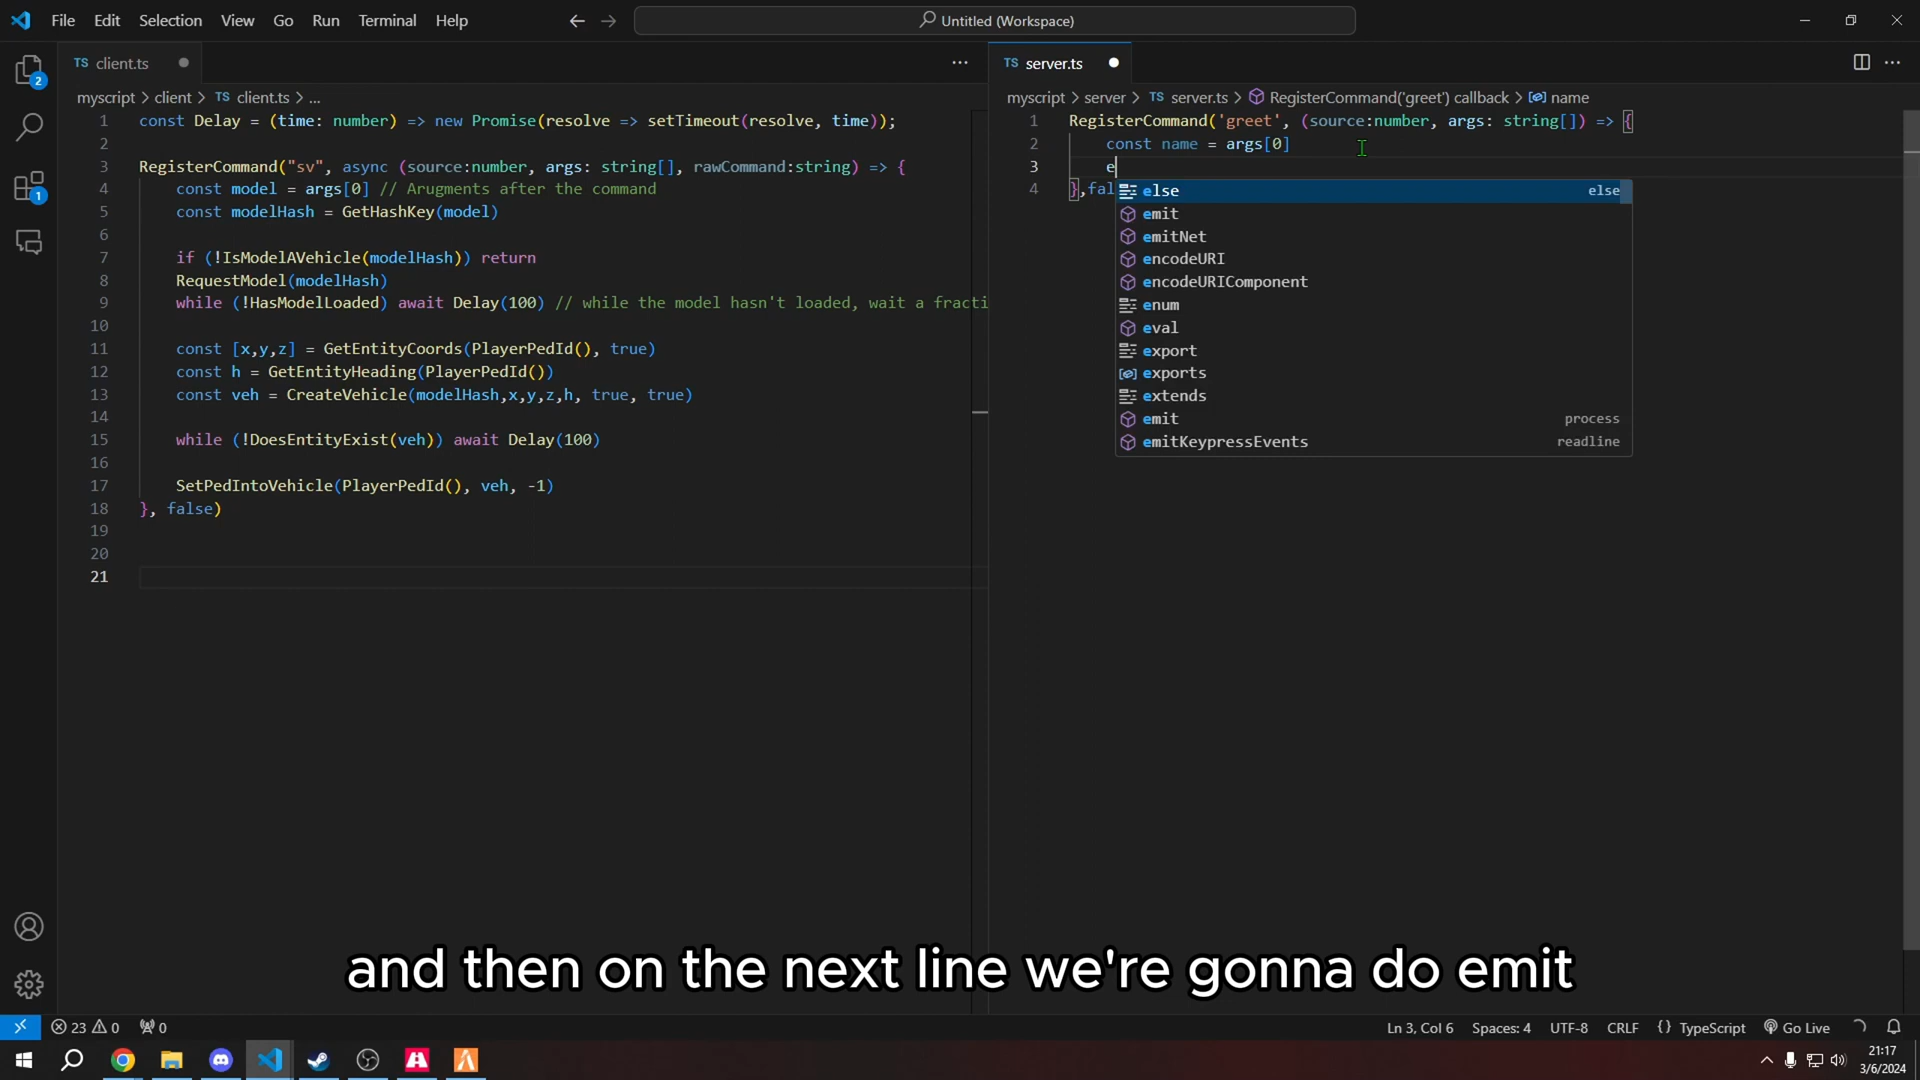 File Edit Selection View Go Run Terminal Help
Untitled (Workspace)
TS client.ts
TS server.ts
myscript > client > TS client.ts > ...
myscript > server > TS server.ts > RegisterCommand('greet') callback > name
1 const Delay = (time: number) => new Promise(resolve => setTimeout(resolve, time));
2
3 RegisterCommand("sv", async (source:number, args: string[], rawCommand:string) => {
4 const model = args[0] // Arugments after the command
5 const modelHash = GetHashKey(model)
6
7 if (!IsModelAVehicle(modelHash)) return
8 RequestModel(modelHash)
9 while (!HasModelLoaded) await Delay(100) // while the model hasn't loaded, wait a fracti
10
11 const [x,y,z] = GetEntityCoords(PlayerPedId(), true)
12 const h = GetEntityHeading(PlayerPedId())
13 const veh = CreateVehicle(modelHash,x,y,z,h, true, true)
14
15 while (!DoesEntityExist(veh)) await Delay(100)
16
17 SetPedIntoVehicle(PlayerPedId(), veh, -1)
18 }, false)
19
20
21
1 RegisterCommand('greet', (source:number, args: string[]) => {
2 const name = args[0]
3 e
4 },fal
else else
emit
emitNet
encodeURI
encodeURIComponent
enum
eval
export
exports
extends
emit process
emitKeypressEvents readline
2
1
and then on the next line we're gonna do emit
23 0 0
Ln 3, Col 6 Spaces: 4 UTF-8 CRLF {} TypeScript Go Live
21:17
3/6/2024